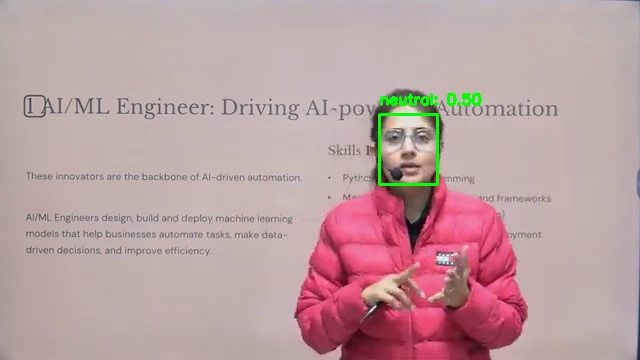 1 AI/ML Engineer: Driving AI-pow Automation
neutral: 0.50
Skills
These innovators are the backbone of AI-driven automation.
AI/ML Engineers design, build and deploy machine learning
models that help businesses automate tasks, make data-
driven decisions, and improve efficiency.
• Pytho mming
• Ma and frameworks